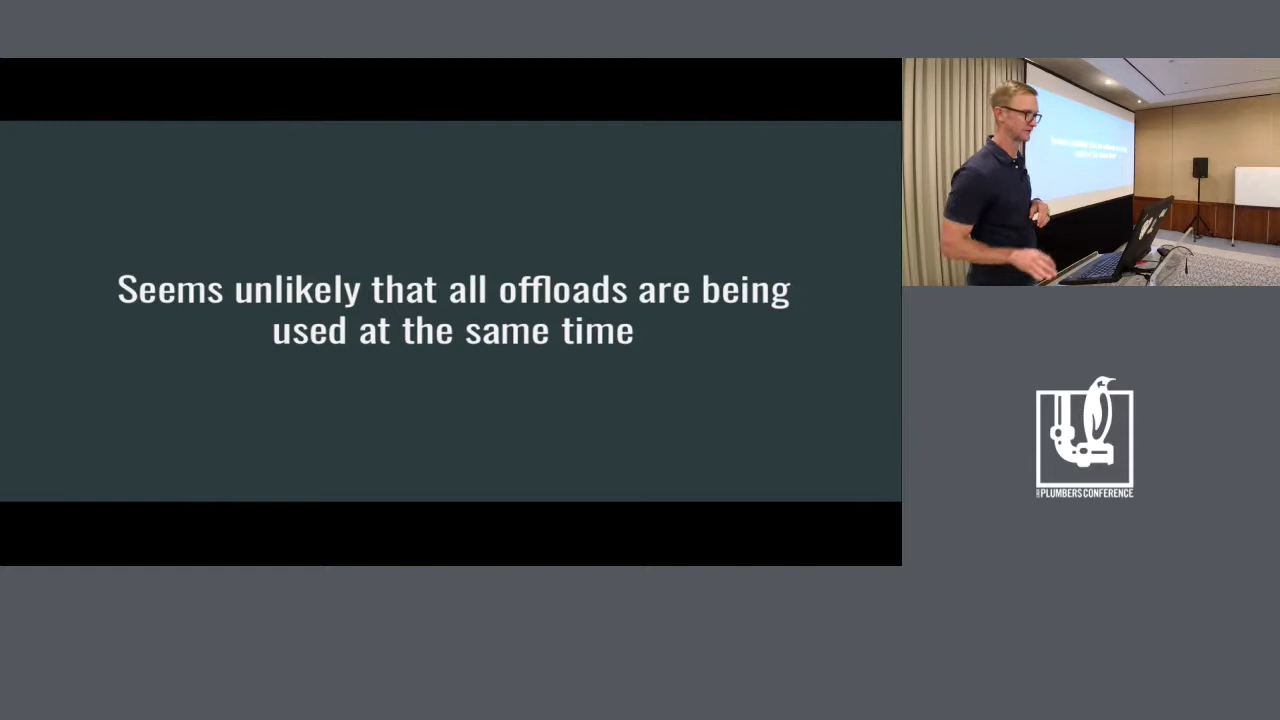 Seems unlikely that all offloads are being
used at the same time
PLUMBERS CONFERENCE